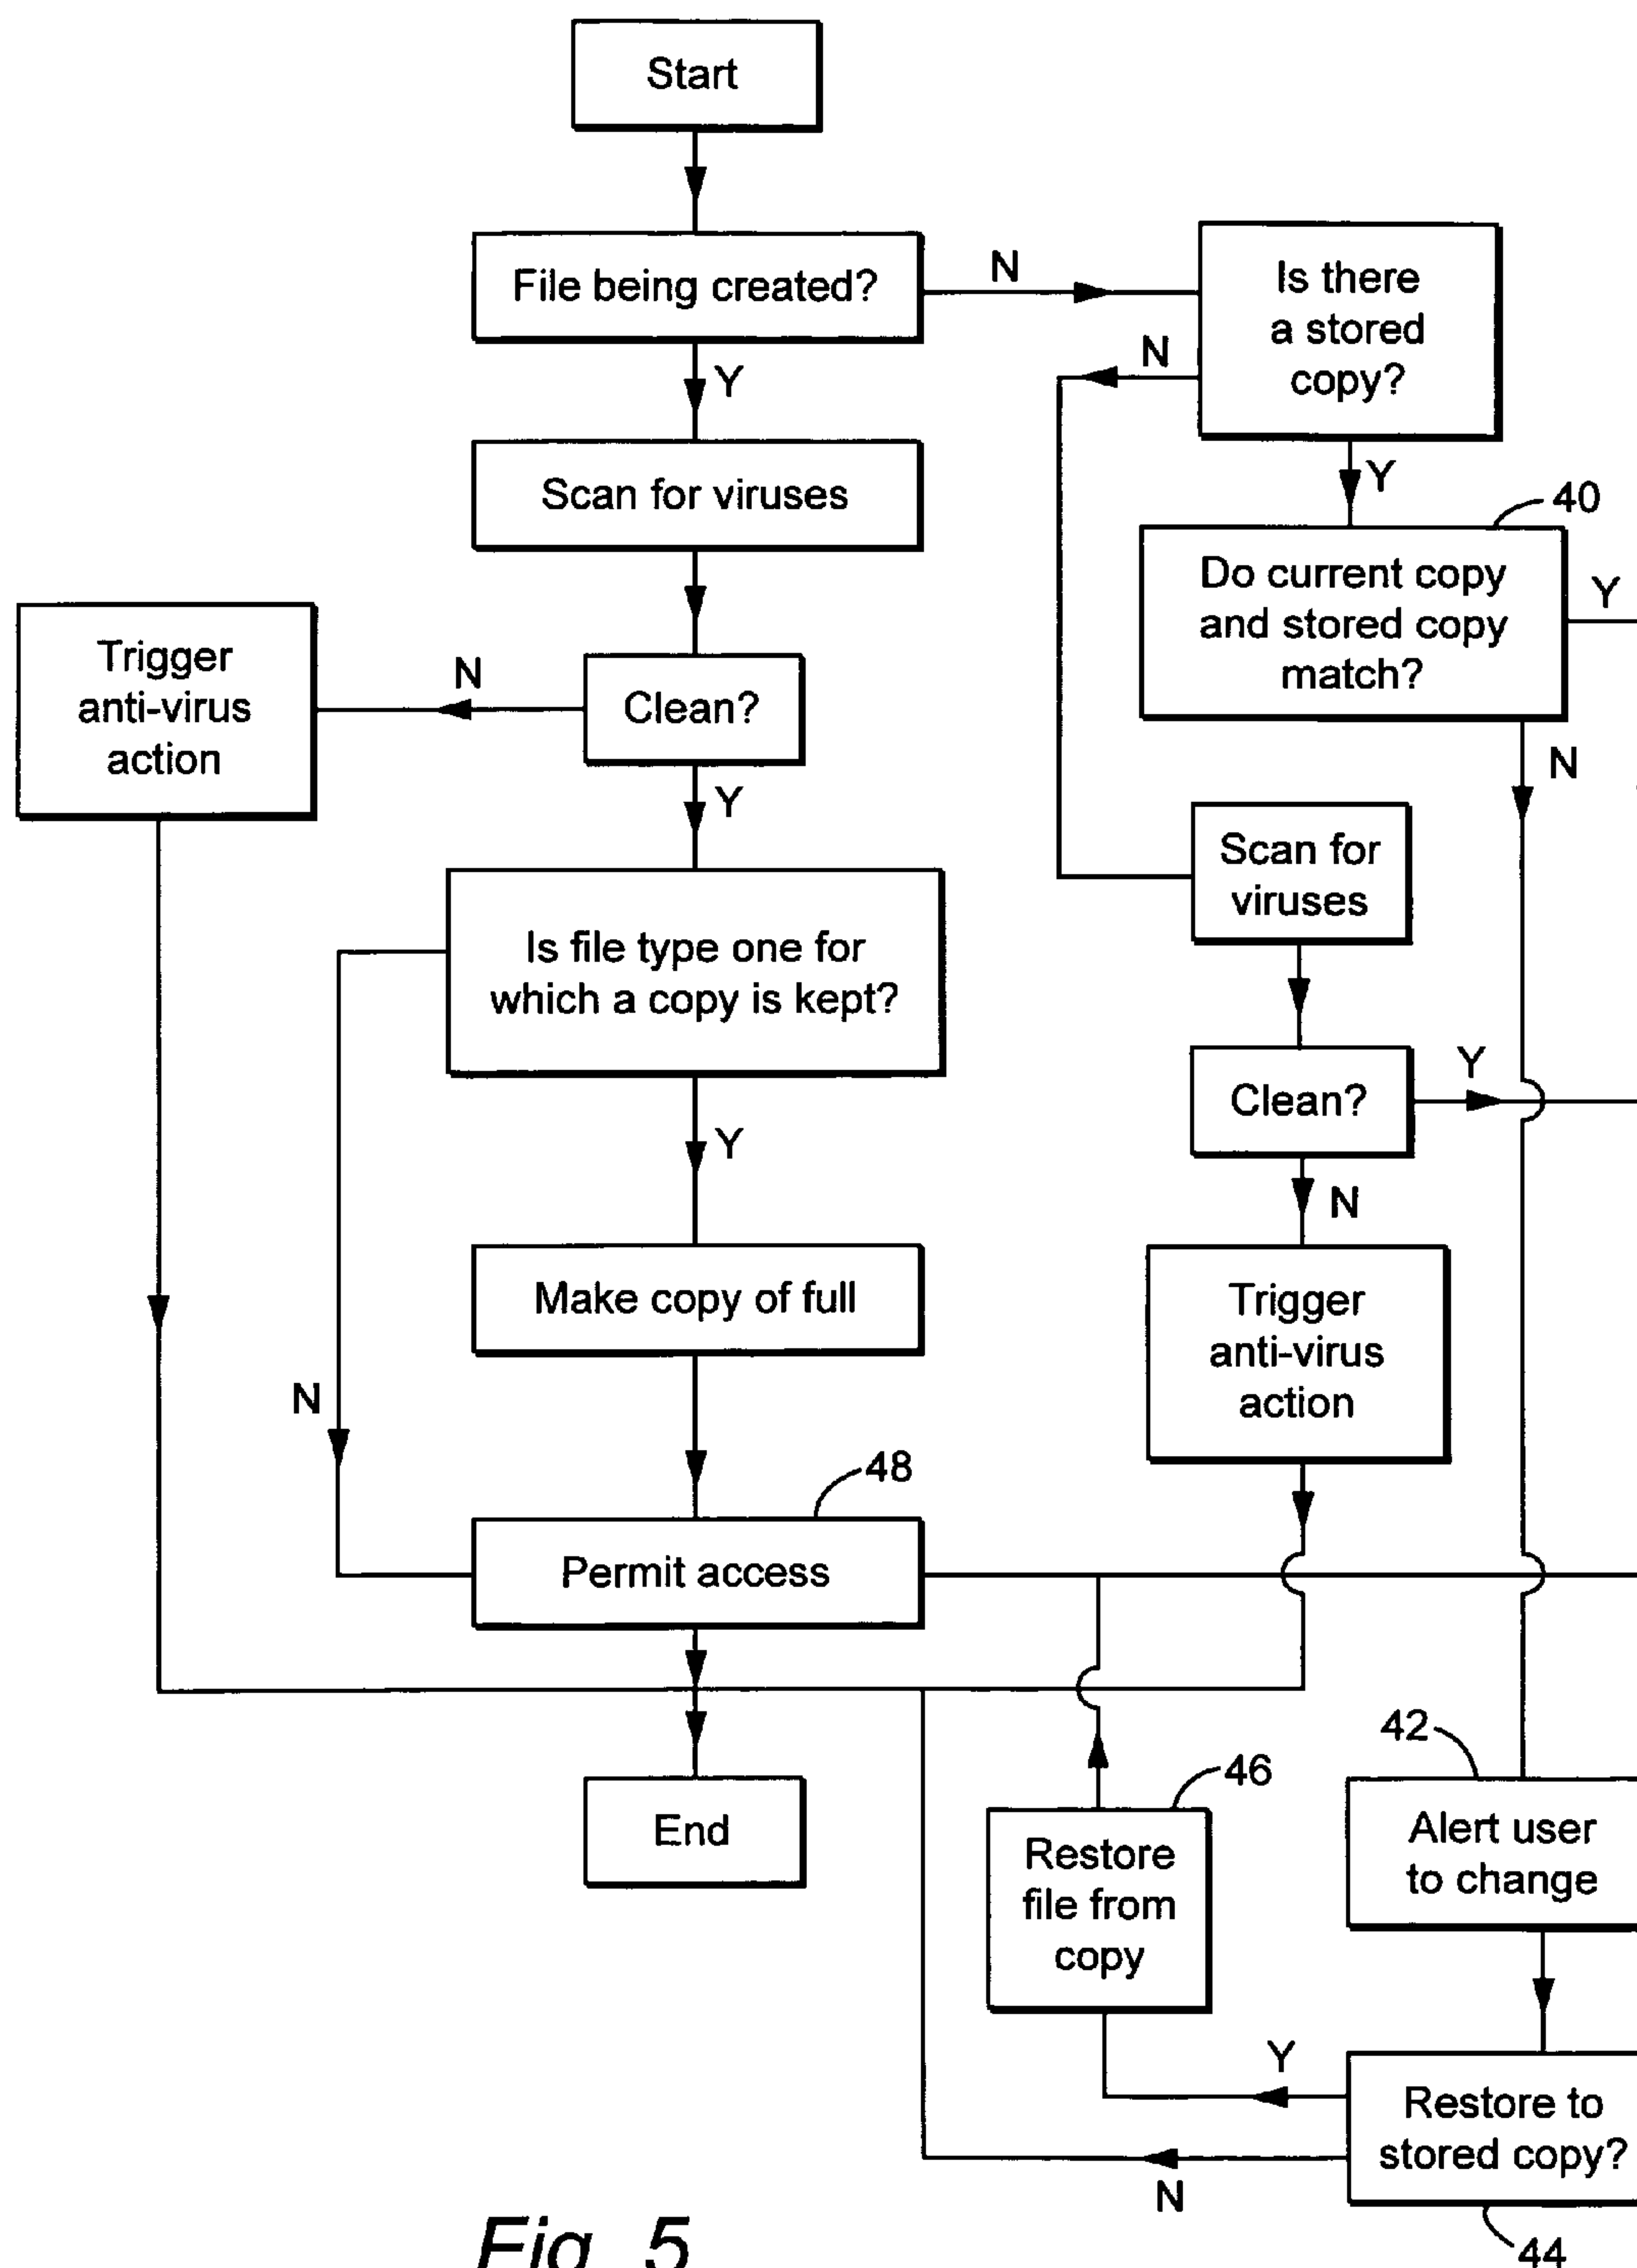 Start
File being created?
N
Is there
a stored
copy?
N
Y
Y
Scan for viruses
40
Do current copy
and stored copy
match?
Y
Trigger
anti-virus
action
N
Clean?
Y
N
Scan for
viruses
Is file type one for
which a copy is kept?
Clean?
Y
Y
N
Make copy of full
Trigger
anti-virus
action
N
48
Permit access
42
46
End
Restore
file from
copy
Alert user
to change
Y
Restore to
stored copy?
N
44
Fig. 5